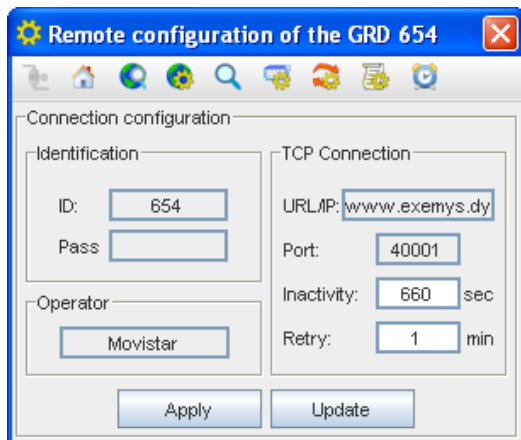 Remote configuration of the GRD 654
Connection configuration
Identification
ID: 654
Pass
Operator
Movistar
TCP Connection
URL/IP: www.exemys.dy
Port: 40001
Inactivity: 660 sec
Retry: 1 min
Apply
Update